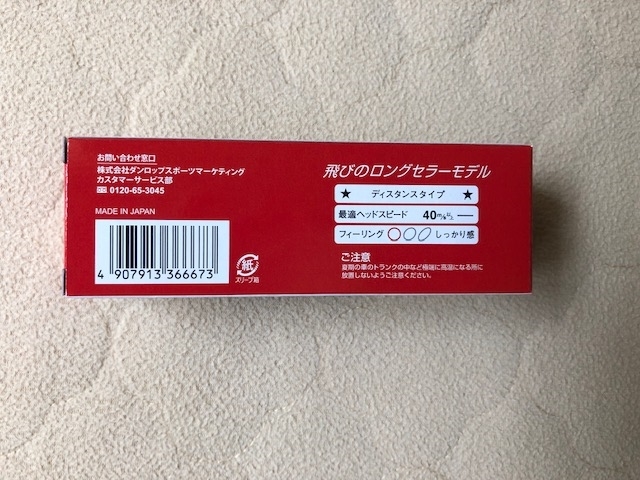 お問い合わせ窓口
株式会社ダンロップスポーツマーケティング
カスタマーサービス部
0120-65-3045
MADE IN JAPAN
4 907913 366673
紙
スリーブ箱
飛びのロングセラーモデル
★ ディスタンスタイプ ★
最適ヘッドスピード 40m/s以上
フィーリング しっかり感
ご注意
夏期の車のトランクの中など極端に高温になる所に
放置しないようご注意ください。